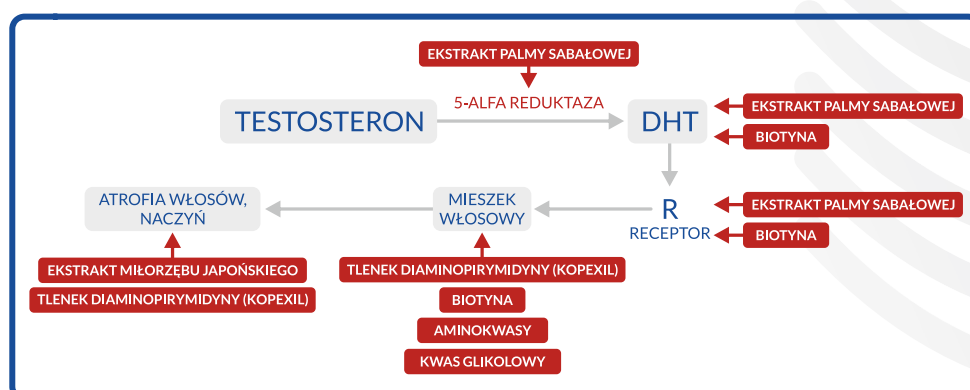 EKSTRAKT PALMY SABAŁOWEJ
5-ALFA REDUKTAZA
TESTOSTERON
DHT
EKSTRAKT PALMY SABAŁOWEJ
BIOTYNA
ATROFIA WŁOSÓW,
NACZYŃ
MIESZEK
WŁOSOWY
R
RECEPTOR
EKSTRAKT PALMY SABAŁOWEJ
BIOTYNA
EKSTRAKT MIŁORZĘBU JAPOŃSKIEGO
TLENEK DIAMINOPIRYMIDYNY (KOPEXIL)
TLENEK DIAMINOPIRYMIDYNY (KOPEXIL)
BIOTYNA
AMINOKWASY
KWAS GLIKOLOWY